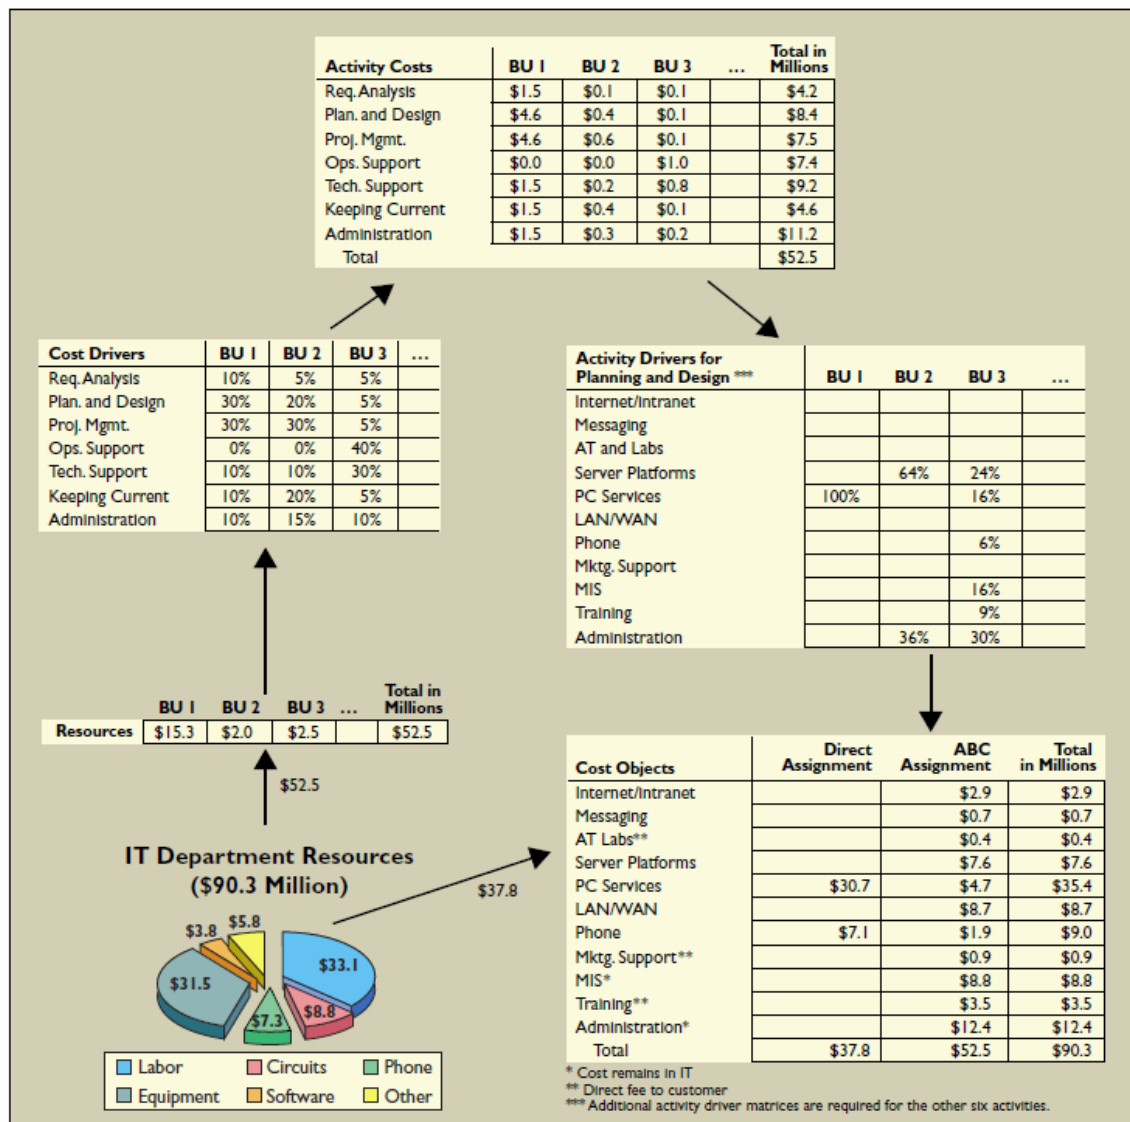 Activity Costs BU 1 BU 2 BU 3 ... Total in Millions
Req. Analysis $1.5 $0.1 $0.1 $4.2
Plan. and Design $4.6 $0.4 $0.1 $8.4
Proj. Mgmt. $4.6 $0.6 $0.1 $7.5
Ops. Support $0.0 $0.0 $1.0 $7.4
Tech. Support $1.5 $0.2 $0.8 $9.2
Keeping Current $1.5 $0.4 $0.1 $4.6
Administration $1.5 $0.3 $0.2 $11.2
Total $52.5
Cost Drivers BU 1 BU 2 BU 3 ...
Req. Analysis 10% 5% 5%
Plan. and Design 30% 20% 5%
Proj. Mgmt. 30% 30% 5%
Ops. Support 0% 0% 40%
Tech. Support 10% 10% 30%
Keeping Current 10% 20% 5%
Administration 10% 15% 10%
Activity Drivers for
Planning and Design *** BU 1 BU 2 BU 3 ...
Internet/Intranet
Messaging
AT and Labs
Server Platforms 64% 24%
PC Services 100% 16%
LAN/WAN
Phone 6%
Mktg. Support
MIS 16%
Training 9%
Administration 36% 30%
BU 1 BU 2 BU 3 ... Total in Millions
Resources $15.3 $2.0 $2.5 $52.5
$52.5
IT Department Resources
($90.3 Million)
$37.8
$3.8 $5.8
$33.1
$31.5
$7.3 $8.8
Labor Circuits Phone
Equipment Software Other
Cost Objects Direct Assignment ABC Assignment Total in Millions
Internet/Intranet $2.9 $2.9
Messaging $0.7 $0.7
AT Labs** $0.4 $0.4
Server Platforms $7.6 $7.6
PC Services $30.7 $4.7 $35.4
LAN/WAN $8.7 $8.7
Phone $7.1 $1.9 $9.0
Mktg. Support** $0.9 $0.9
MIS* $8.8 $8.8
Training** $3.5 $3.5
Administration* $12.4 $12.4
Total $37.8 $52.5 $90.3
* Cost remains in IT
** Direct fee to customer
*** Additional activity driver matrices are required for the other six activities.